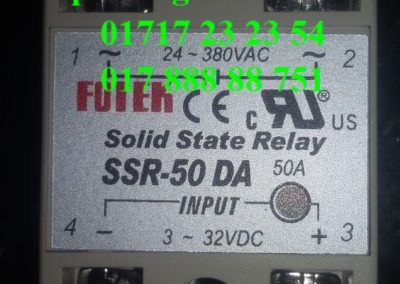 01717 23 23 54
1 ~ 24~380VAC ~ 2
017 888 88 751
FOTEK CE c RU ® US
Solid State Relay
SSR-50 DA 50A
INPUT
4 − 3 ~ 32VDC + 3